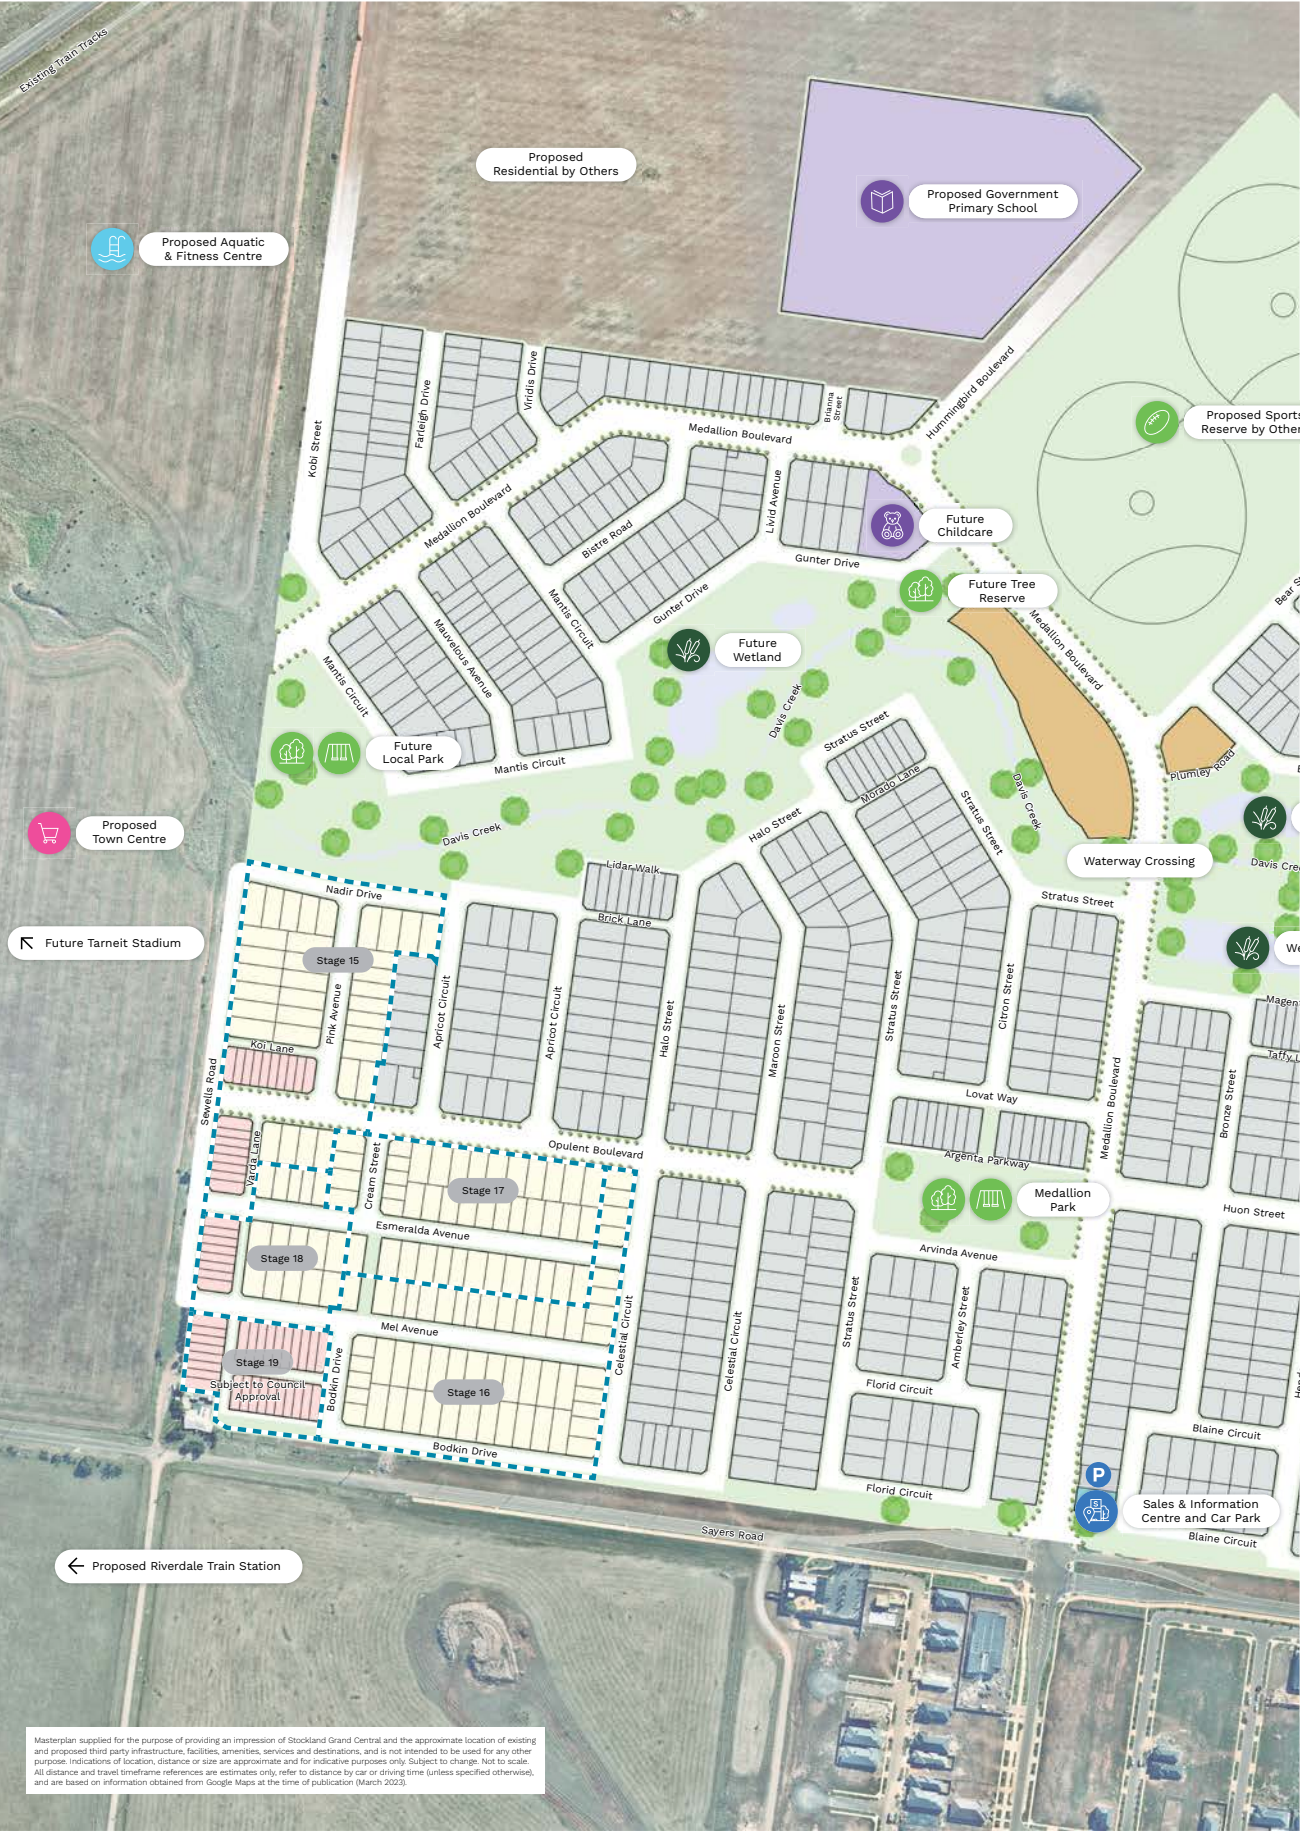 Existing Train Tracks
Proposed
Residential by Others
Proposed Government
Primary School
Proposed Aquatic
& Fitness Centre
Hummingbird Boulevard
Proposed Sports
Reserve by Other
Kobi Street
Farleigh Drive
Viridis Drive
Brianna
Street
Medallion Boulevard
Medallion Boulevard
Bistre Road
Livid Avenue
Future
Childcare
Gunter Drive
Gunter Drive
Future Tree
Reserve
Bear S
Mantis Circuit
Mauvelous Avenue
Mantis Circuit
Mantis Circuit
Future
Wetland
Medallion Boulevard
Davis Creek
Stratus Street
Morado Lane
Plumley Road
Future
Local Park
Davis Creek
Stratus Street
Halo Street
Davis Creek
Proposed
Town Centre
Waterway Crossing
Davis Cree
Lidar Walk
Brick Lane
Nadir Drive
Stratus Street
Future Tarneit Stadium
We
Stage 15
Pink Avenue
Apricot Circuit
Apricot Circuit
Halo Street
Maroon Street
Stratus Street
Citron Street
Magen
Taffy L
Koi Lane
Sewells Road
Lovat Way
Medallion Boulevard
Bronze Street
Opulent Boulevard
Argenta Parkway
Varda Lane
Cream Street
Stage 17
Medallion
Park
Huon Street
Esmeralda Avenue
Arvinda Avenue
Stage 18
Celestial Circuit
Celestial Circuit
Stratus Street
Amberley Street
Mel Avenue
Stage 19
Subject to Council
Approval
Bodkin Drive
Stage 16
Florid Circuit
Blaine Circuit
Bodkin Drive
Florid Circuit
P
S
Sales & Information
Centre and Car Park
Blaine Circuit
Sayers Road
Proposed Riverdale Train Station
Masterplan supplied for the purpose of providing an impression of Stockland Grand Central and the approximate location of existing
and proposed third party infrastructure, facilities, amenities, services and destinations, and is not intended to be used for any other
purpose. Indications of location, distance or size are approximate and for indicative purposes only. Subject to change. Not to scale.
All distance and travel timeframe references are estimates only, refer to distance by car or driving time (unless specified otherwise),
and are based on information obtained from Google Maps at the time of publication (March 2023).